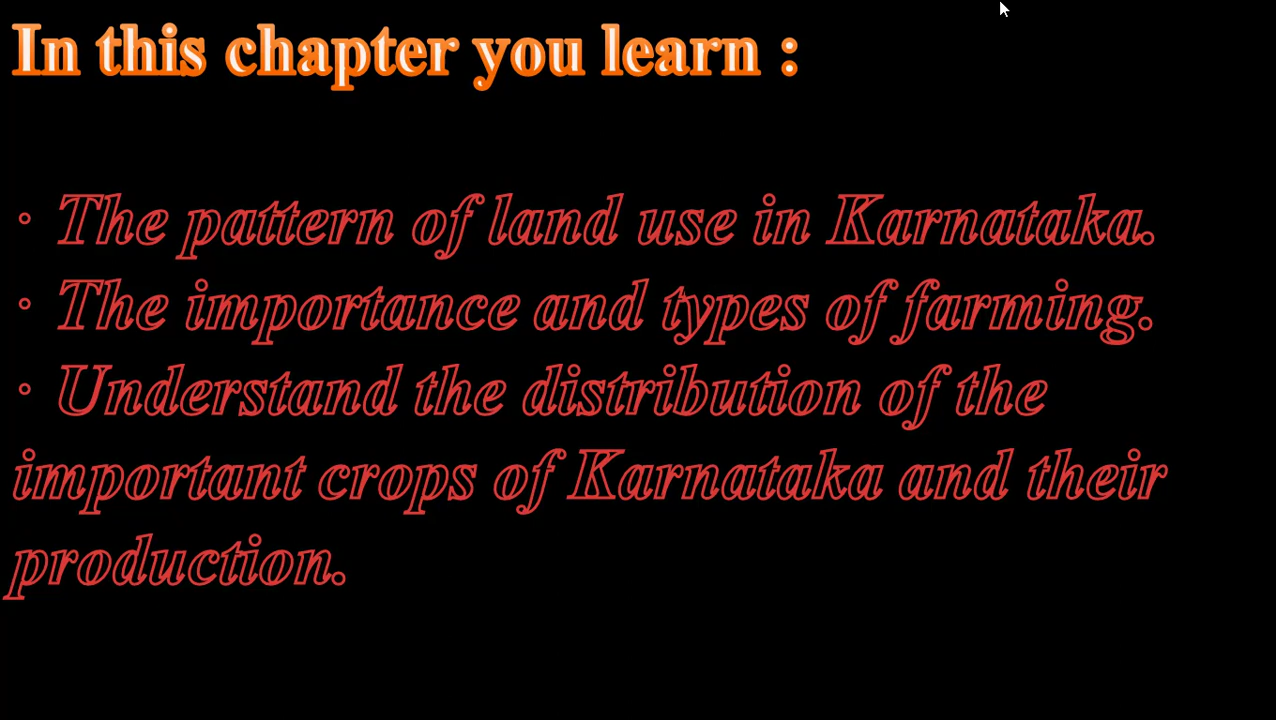 In this chapter you learn :
• The pattern of land use in Karnataka.
• The importance and types of farming.
• Understand the distribution of the
important crops of Karnataka and their
production.